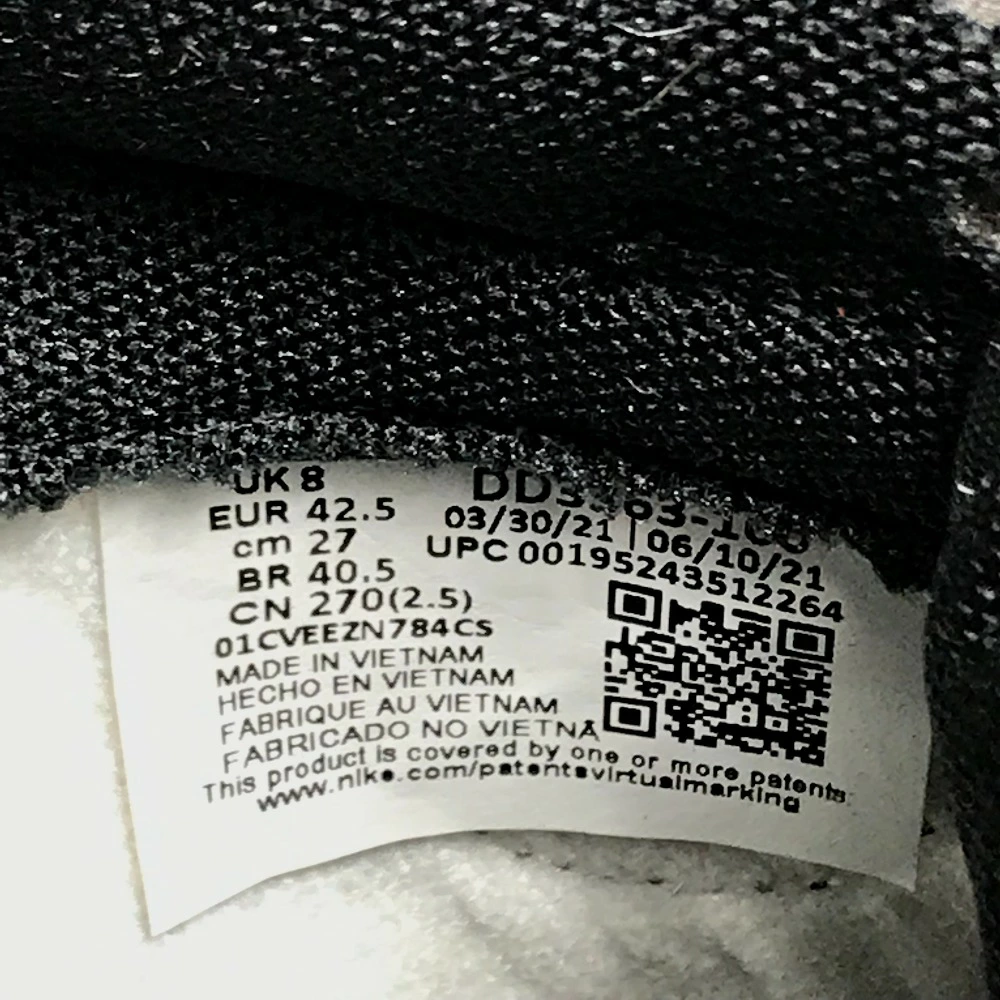 UK 8
EUR 42.5
cm 27
BR 40.5
CN 270(2.5)
01CVEEZN784CS
MADE IN VIETNAM
HECHO EN VIETNAM
FABRIQUE AU VIETNAM
FABRICADO NO VIETNÃ
03/30/21 | 06/10/21
UPC 00195243512264
This product is covered by one or more patents:
www.nike.com/patentsvirtualmarking